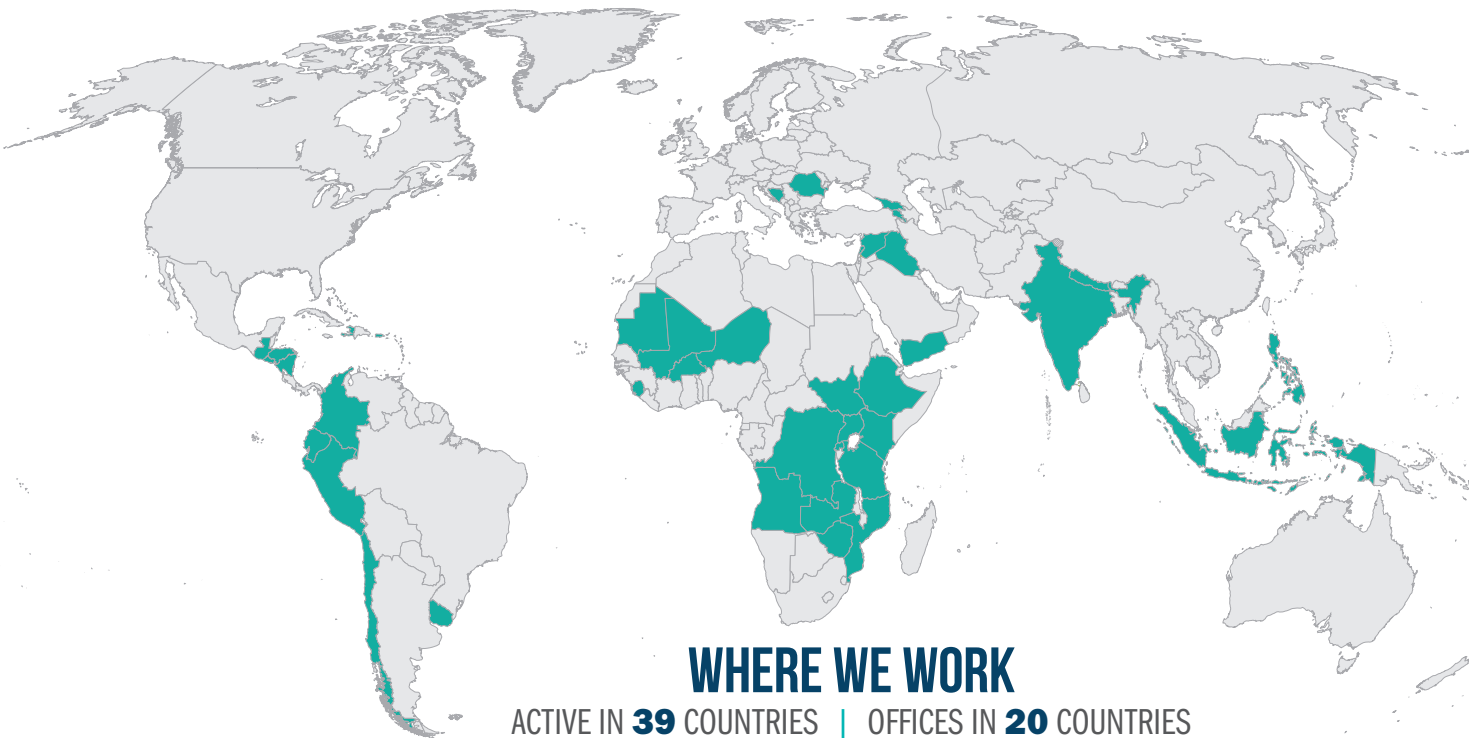 WHERE WE WORK
ACTIVE IN 39 COUNTRIES | OFFICES IN 20 COUNTRIES